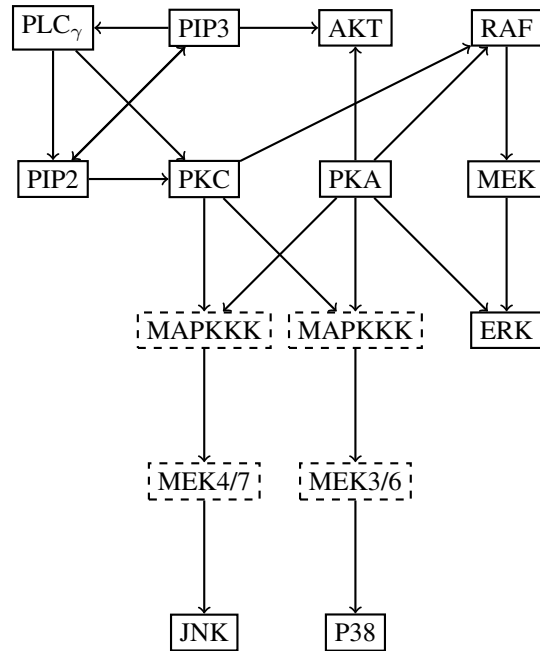 PLCγ PIP3 AKT RAF
PIP2 PKC PKA MEK
MAPKKK MAPKKK ERK
MEK4/7 MEK3/6
JNK P38